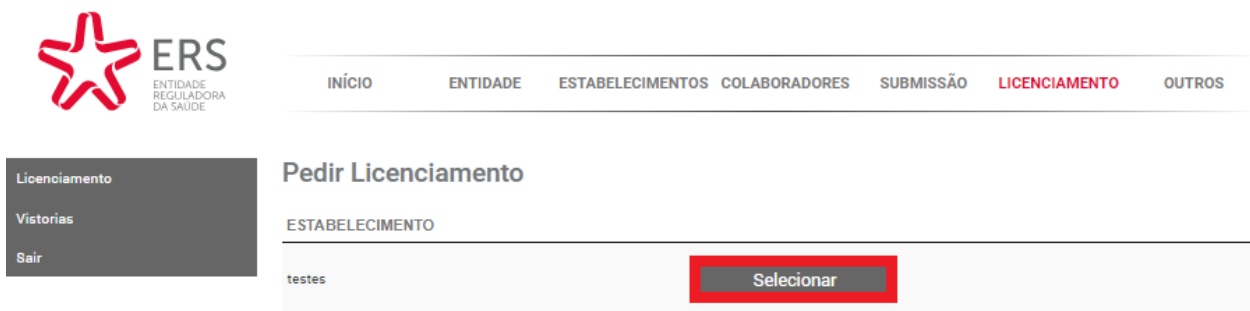 ERS
ENTIDADE
REGULADORA
DA SAÚDE
INÍCIO ENTIDADE ESTABELECIMENTOS COLABORADORES SUBMISSÃO LICENCIAMENTO OUTROS
Licenciamento
Vistorias
Sair
Pedir Licenciamento
ESTABELECIMENTO
testes Selecionar